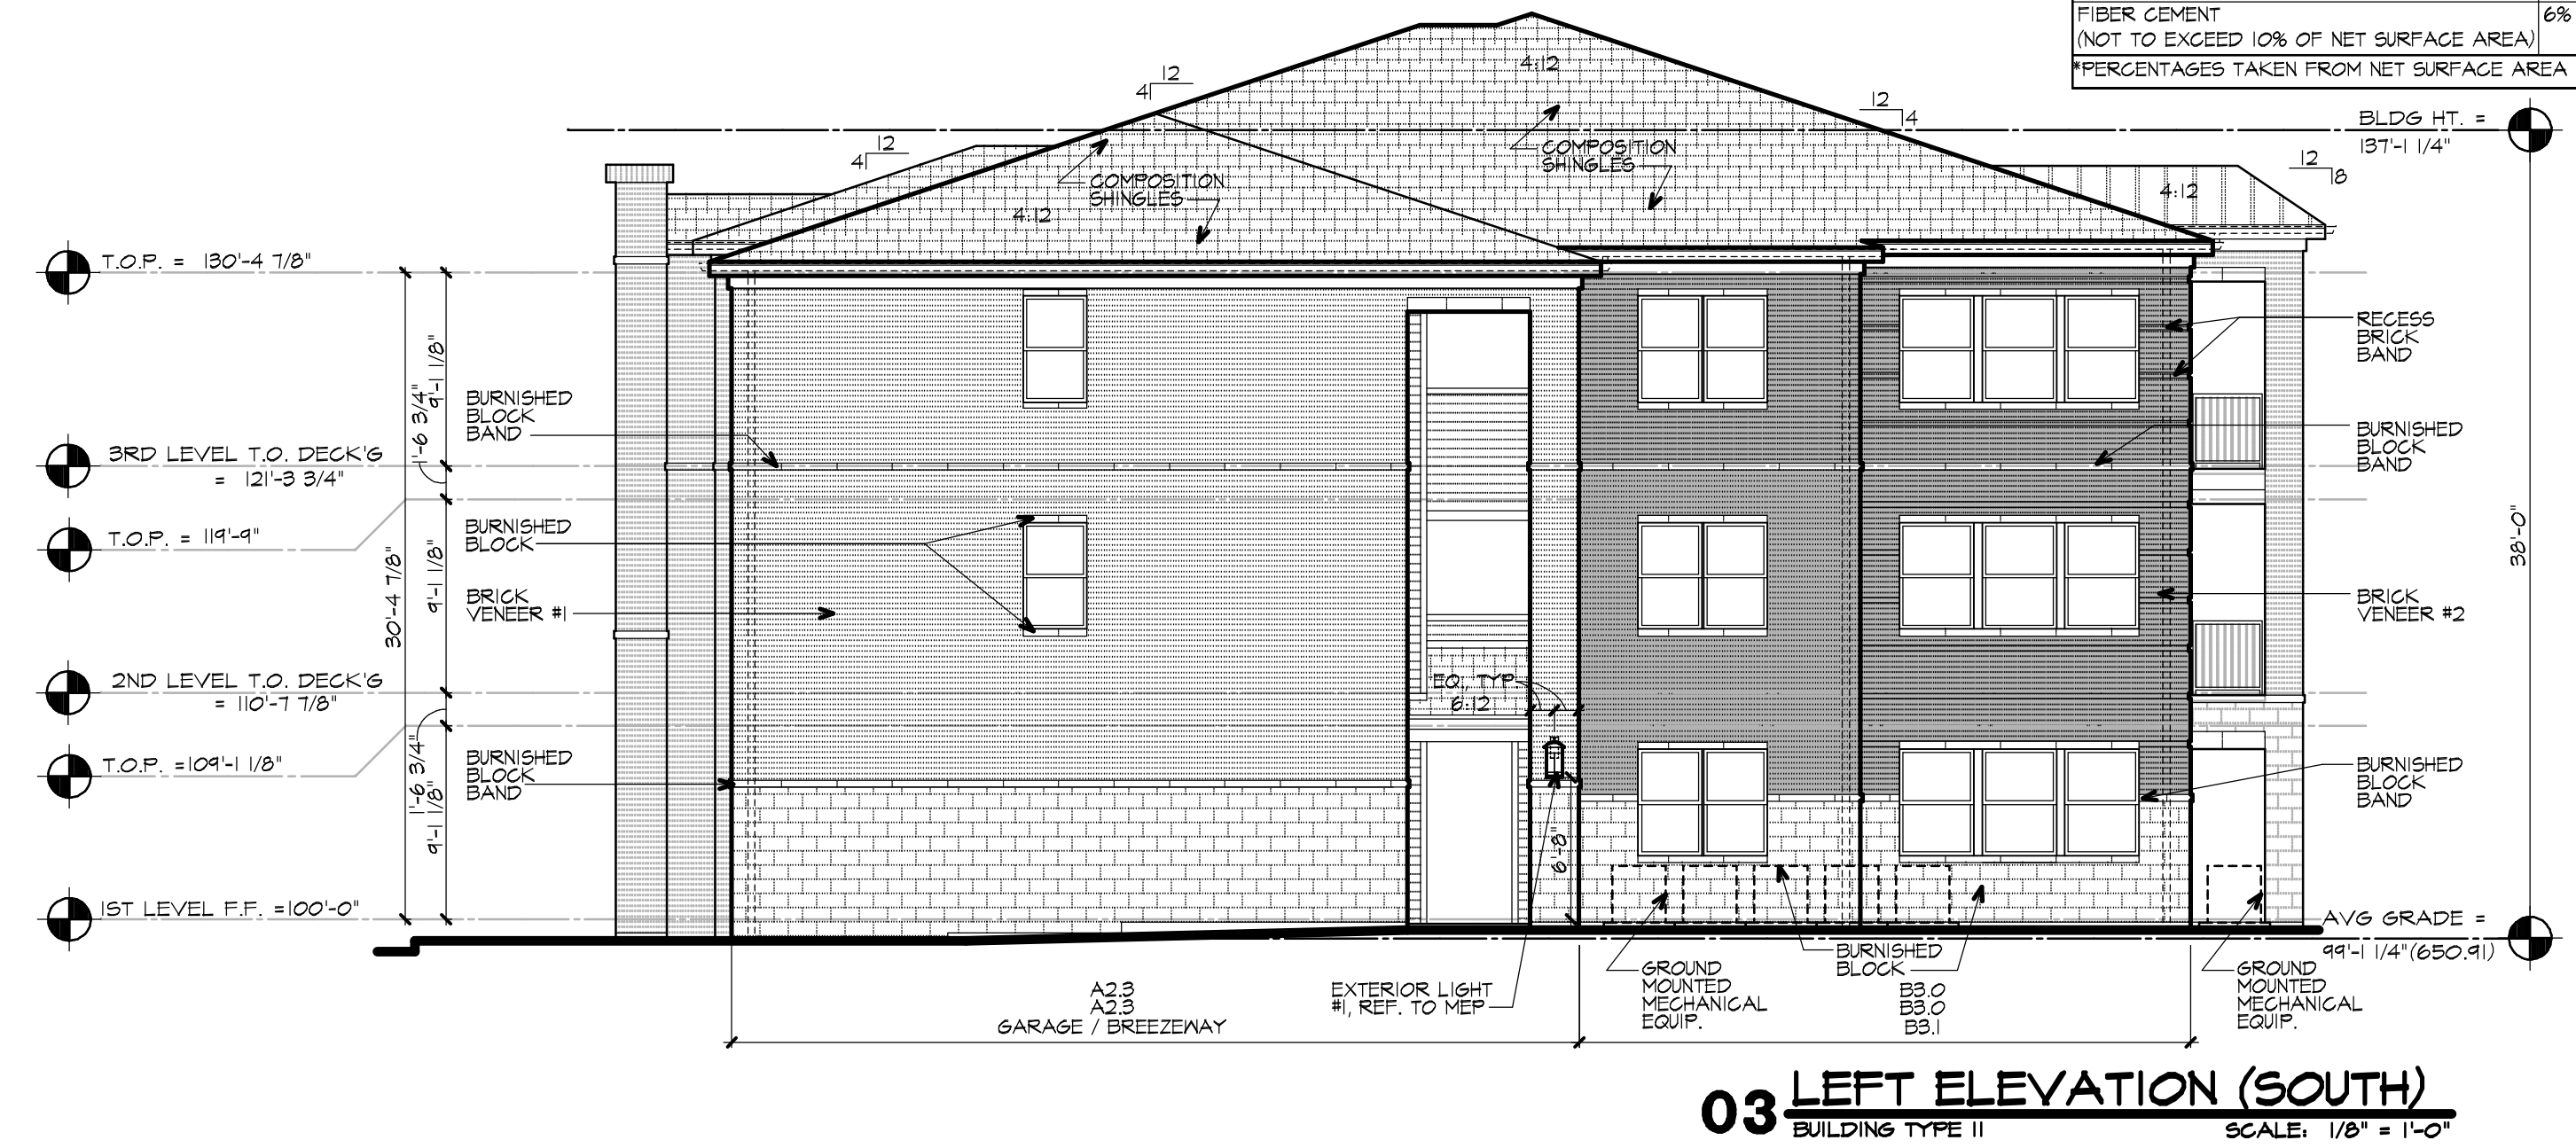 FIBER CEMENT 6%
(NOT TO EXCEED 10% OF NET SURFACE AREA)
*PERCENTAGES TAKEN FROM NET SURFACE AREA
12
4
12
4
12
4
12
8
4:12
4:12
4:12
COMPOSITION
SHINGLES
COMPOSITION
SHINGLES
BLDG HT. =
137'-1 1/4"
T.O.P. = 130'-4 7/8"
3RD LEVEL T.O. DECK'G
= 121'-3 3/4"
T.O.P. = 119'-9"
2ND LEVEL T.O. DECK'G
= 110'-7 7/8"
T.O.P. =109'-1 1/8"
1ST LEVEL F.F. =100'-0"
30'-4 7/8"
9'-1 1/8"
1'-6 3/4"
9'-1 1/8"
1'-6 3/4"
9'-1 1/8"
BURNISHED
BLOCK
BAND
BURNISHED
BLOCK
BRICK
VENEER #1
BURNISHED
BLOCK
BAND
EQ., TYP.
6:12
6'-8"
RECESS
BRICK
BAND
BURNISHED
BLOCK
BAND
BRICK
VENEER #2
BURNISHED
BLOCK
BAND
38'-0"
AVG GRADE =
99'-1 1/4"(650.91)
A2.3
A2.3
GARAGE / BREEZEWAY
EXTERIOR LIGHT
#1, REF. TO MEP
GROUND
MOUNTED
MECHANICAL
EQUIP.
BURNISHED
BLOCK
B3.0
B3.0
B3.1
GROUND
MOUNTED
MECHANICAL
EQUIP.
03 LEFT ELEVATION (SOUTH)
BUILDING TYPE II SCALE: 1/8" = 1'-0"